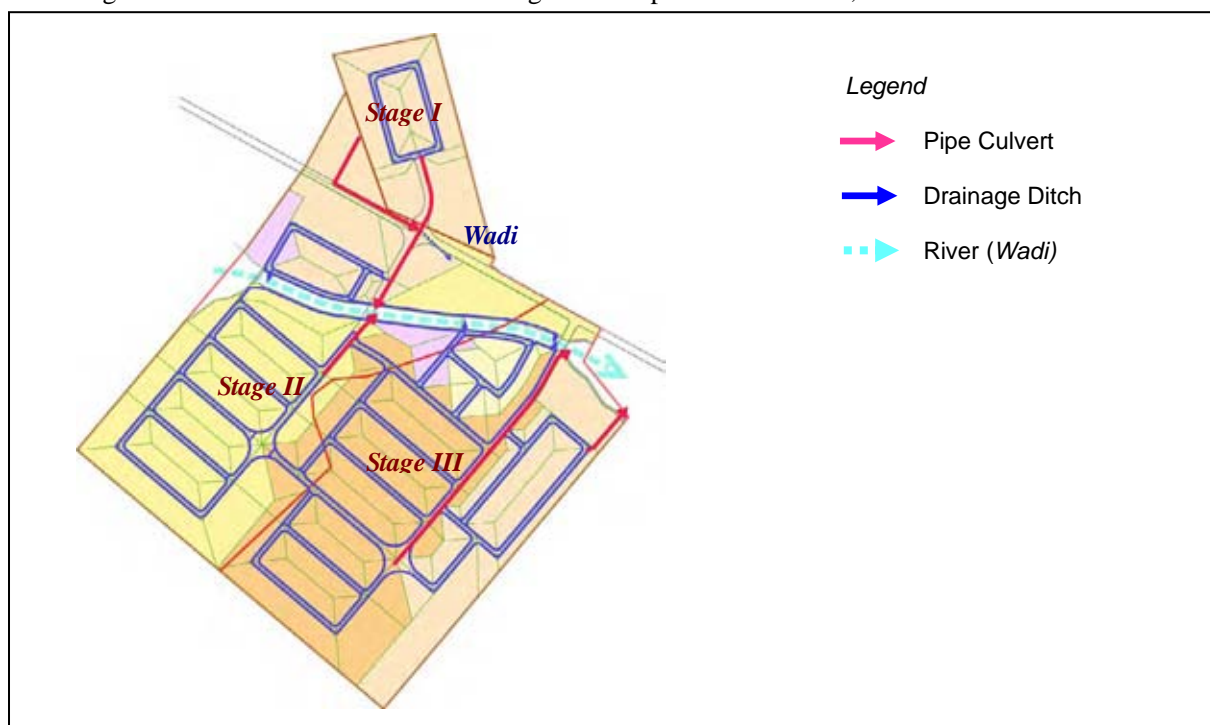 Stage I
Wadi
Stage II
Stage III
Legend
Pipe Culvert
Drainage Ditch
River (Wadi)